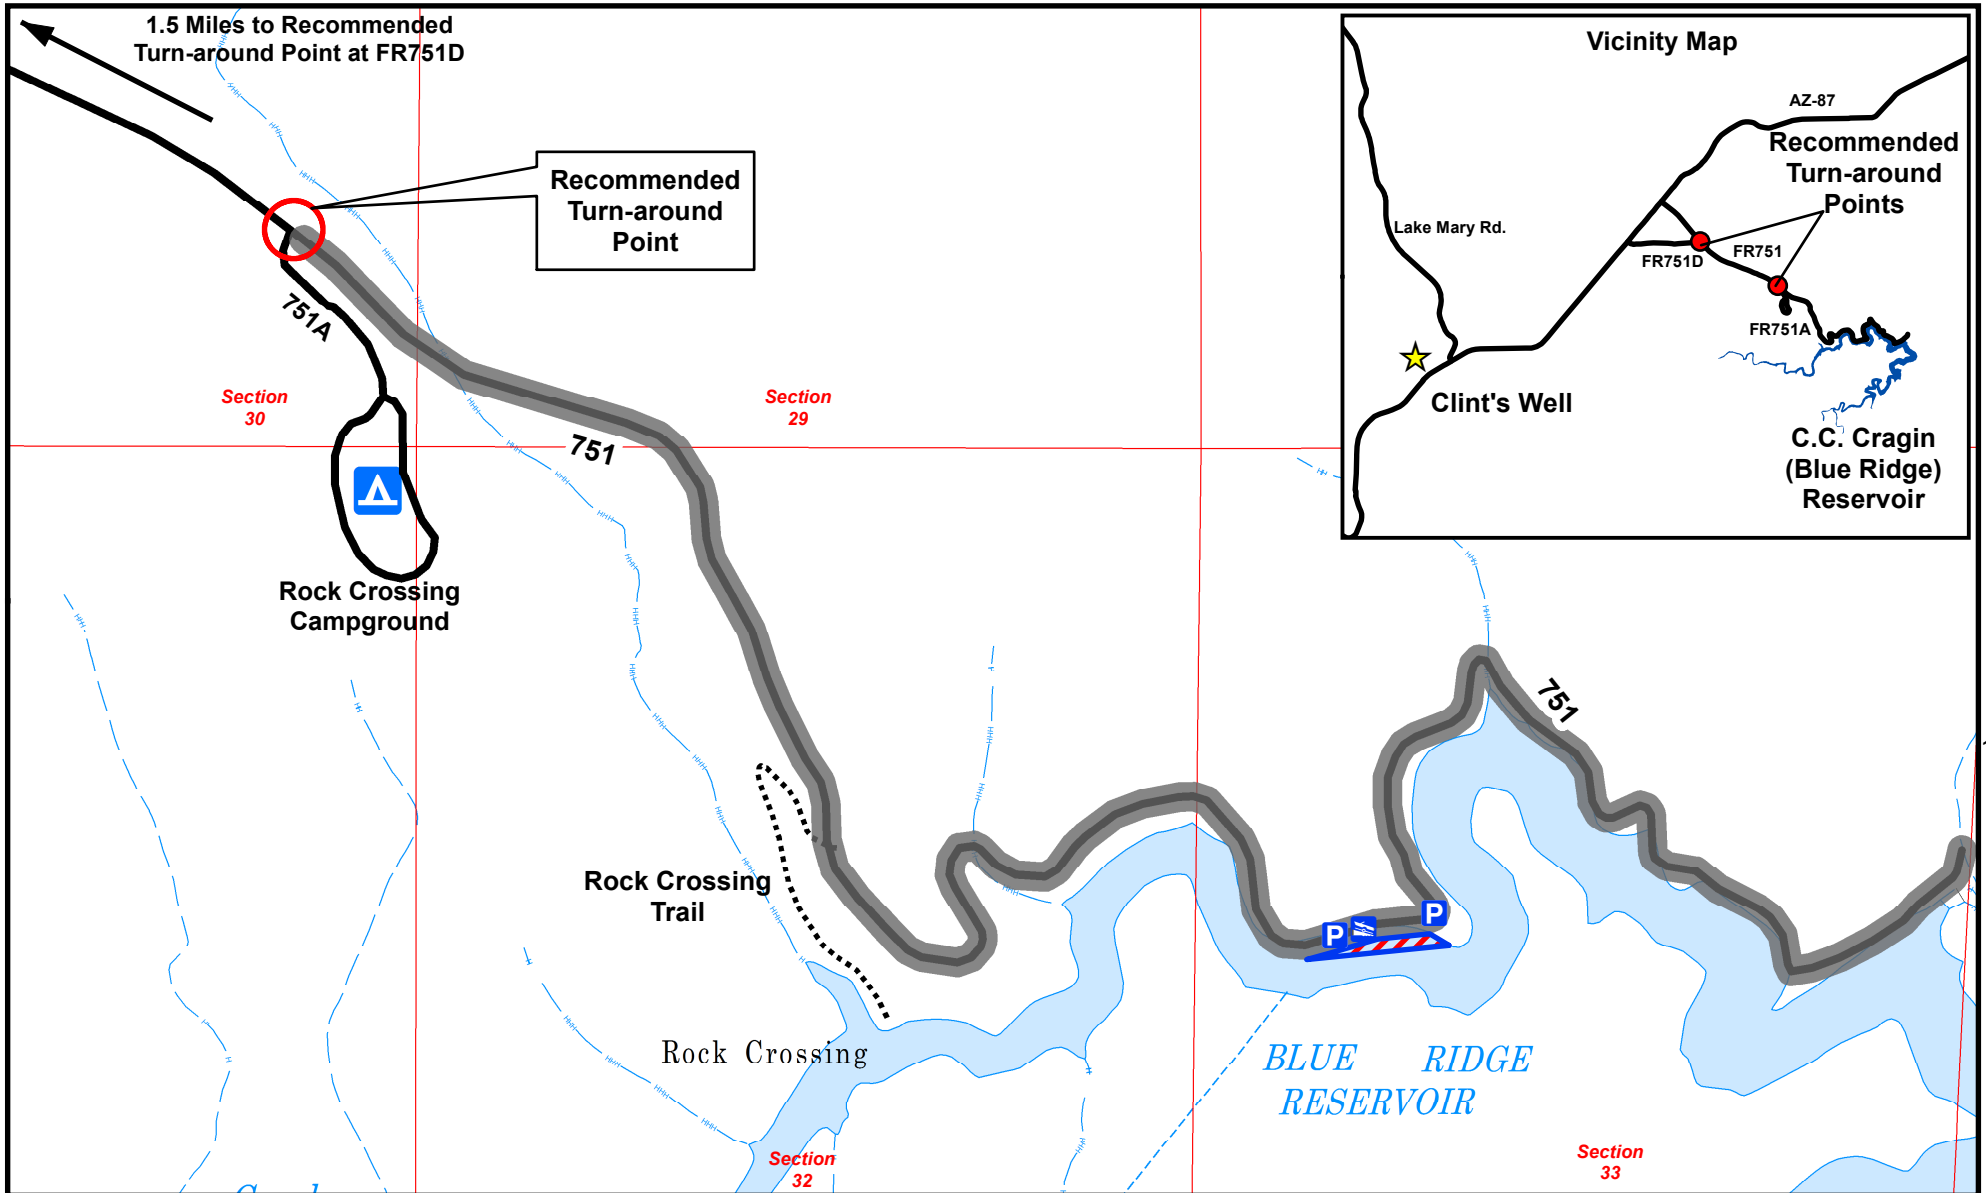 1.5 Miles to Recommended
Turn-around Point at FR751D
Recommended
Turn-around
Point
751A
Section
30
Section
29
751
Rock Crossing
Campground
Rock Crossing
Trail
Rock Crossing
751
P
P
BLUE RIDGE
RESERVOIR
Section
32
Section
33
Vicinity Map
AZ-87
Recommended
Turn-around
Points
Lake Mary Rd.
FR751D
FR751
FR751A
Clint's Well
C.C. Cragin
(Blue Ridge)
Reservoir